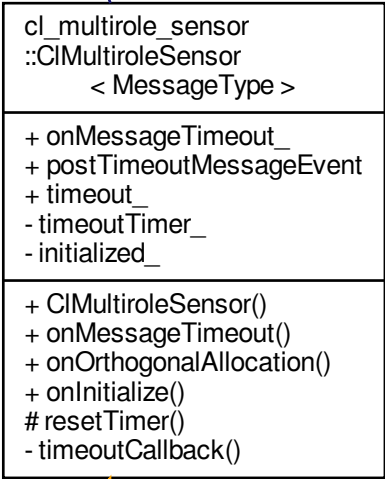 cl_multirole_sensor
::ClMultiroleSensor
< MessageType >
+ onMessageTimeout_
+ postTimeoutMessageEvent
+ timeout_
- timeoutTimer_
- initialized_
+ ClMultiroleSensor()
+ onMessageTimeout()
+ onOrthogonalAllocation()
+ onInitialize()
# resetTimer()
- timeoutCallback()